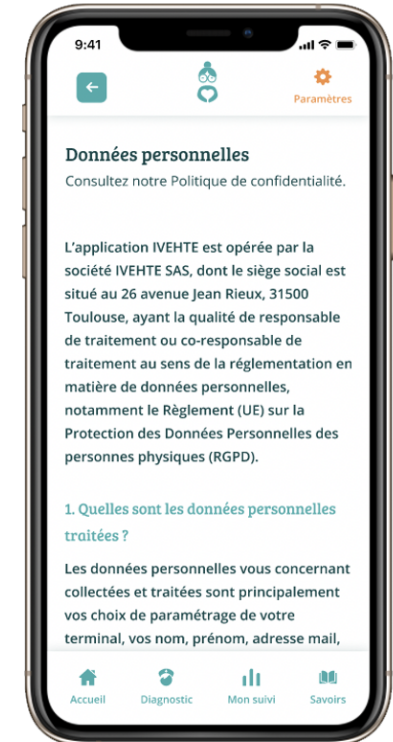 9:41
Paramètres
Données personnelles
Consultez notre Politique de confidentialité.
L'application IVEHTE est opérée par la
société IVEHTE SAS, dont le siège social est
situé au 26 avenue Jean Rieux, 31500
Toulouse, ayant la qualité de responsable
de traitement ou co-responsable de
traitement au sens de la réglementation en
matière de données personnelles,
notamment le Règlement (UE) sur la
Protection des Données Personnelles des
personnes physiques (RGPD).
1. Quelles sont les données personnelles
traitées ?
Les données personnelles vous concernant
collectées et traitées sont principalement
vos choix de paramétrage de votre
terminal, vos nom, prénom, adresse mail,
Accueil Diagnostic Mon suivi Savoirs